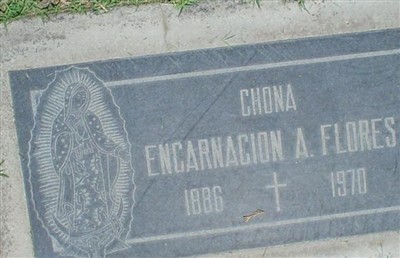 CHONA
ENCARNACION A. FLORES
1886 1970